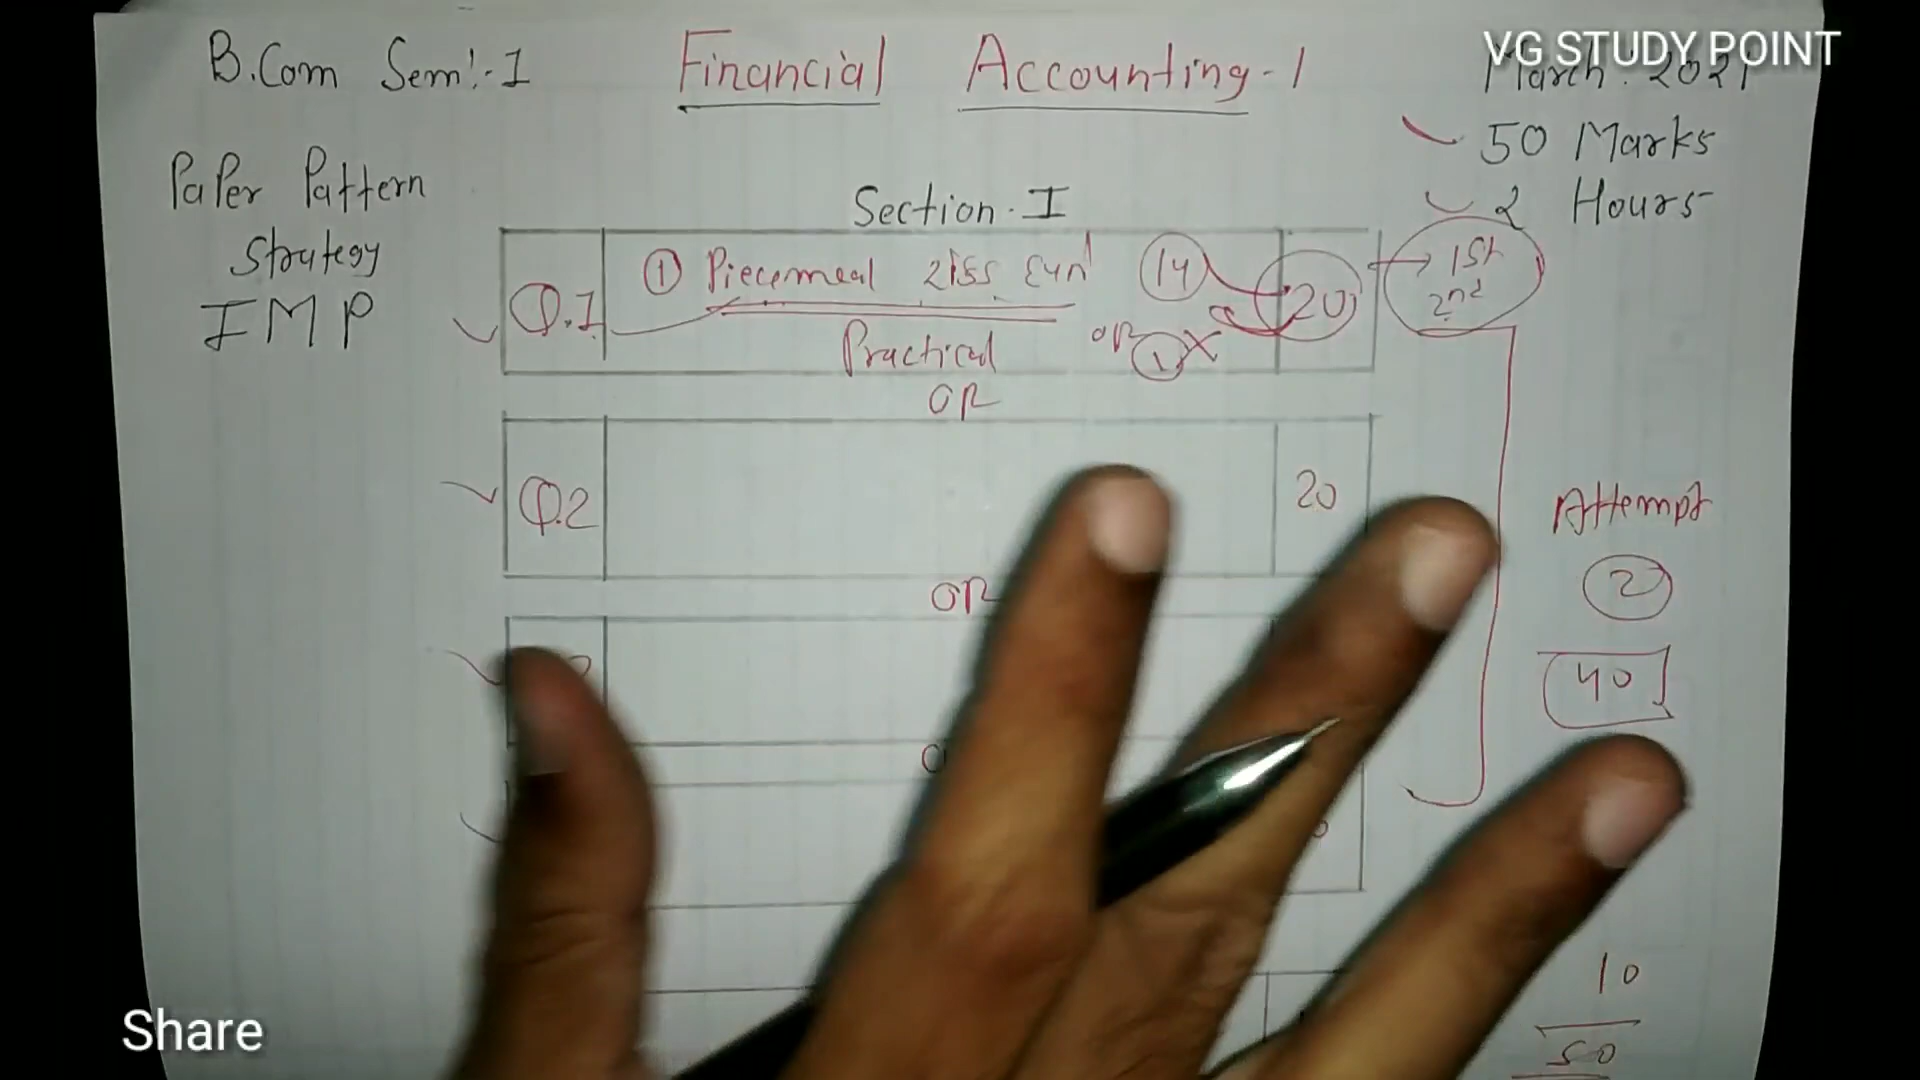 VG STUDY POINT
B.Com Sem:-I Financial Accounting-1 March: 2021
50 Marks
2 Hours
Paper Pattern
Strategy
IMP
Section-I
Q.1 ① Piecemeal 14 20 → 1st
2nd
Practical OR ①
OR
Q.2 20
OR
Attempt
2
40
10
50
Share